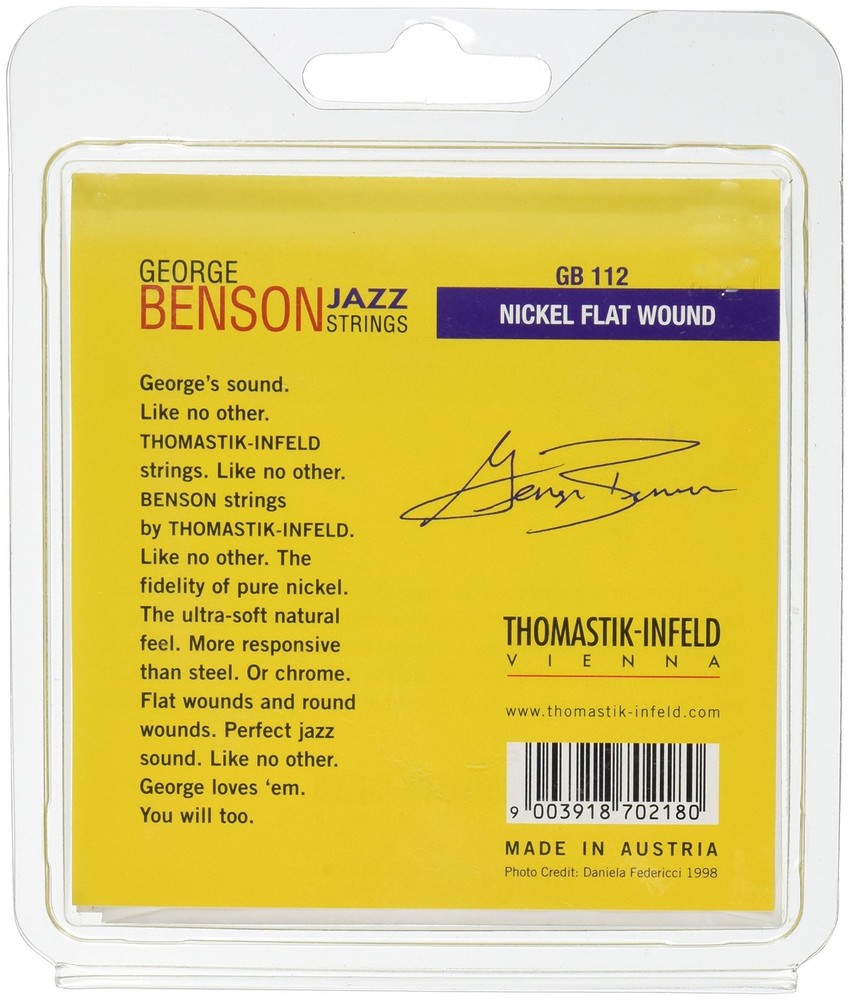 GEORGE
BENSON JAZZ
STRINGS
GB 112
NICKEL FLAT WOUND
George’s sound.
Like no other.
THOMASTIK-INFELD
strings. Like no other.
BENSON strings
by THOMASTIK-INFELD.
Like no other. The
fidelity of pure nickel.
The ultra-soft natural
feel. More responsive
than steel. Or chrome.
Flat wounds and round
wounds. Perfect jazz
sound. Like no other.
George loves ‘em.
You will too.
George Benson
THOMASTIK-INFELD
VIENNA
www.thomastik-infeld.com
9 003918 702180
MADE IN AUSTRIA
Photo Credit: Daniela Federicci 1998